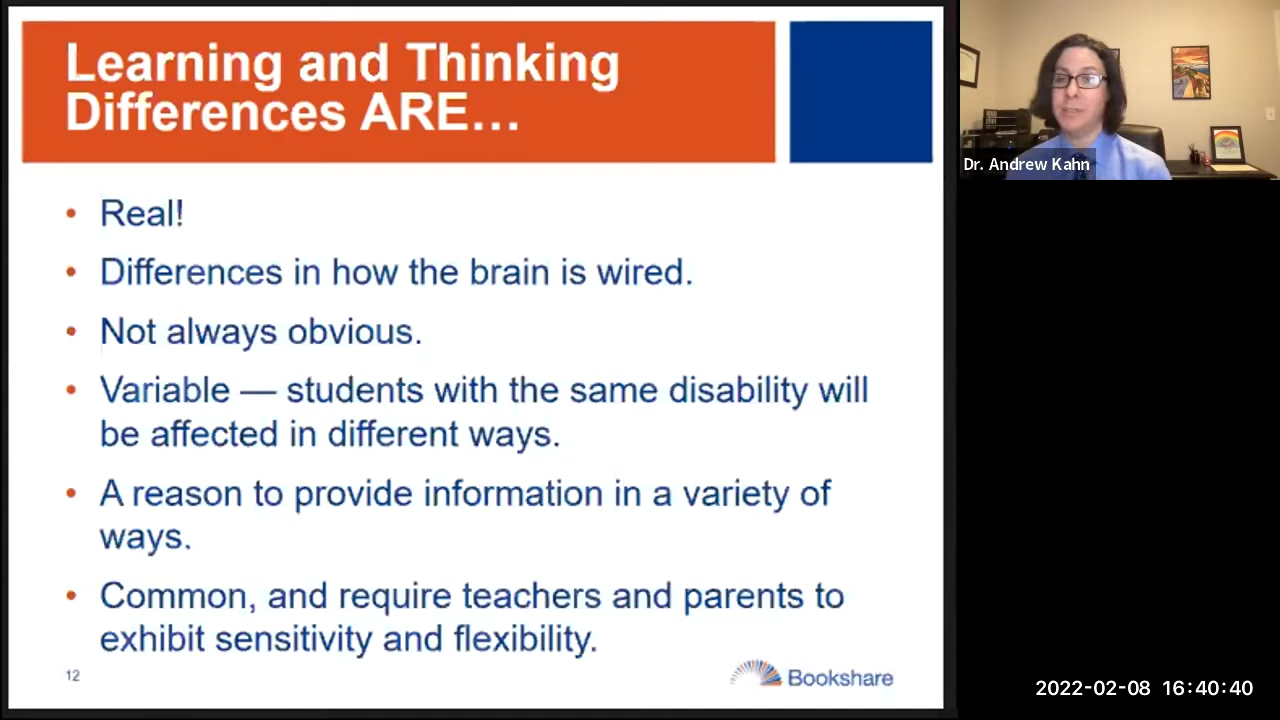 Learning and Thinking
Differences ARE…
• Real!
• Differences in how the brain is wired.
• Not always obvious.
• Variable — students with the same disability will
be affected in different ways.
• A reason to provide information in a variety of
ways.
• Common, and require teachers and parents to
exhibit sensitivity and flexibility.
12
Bookshare
Dr. Andrew Kahn
2022-02-08 16:40:40